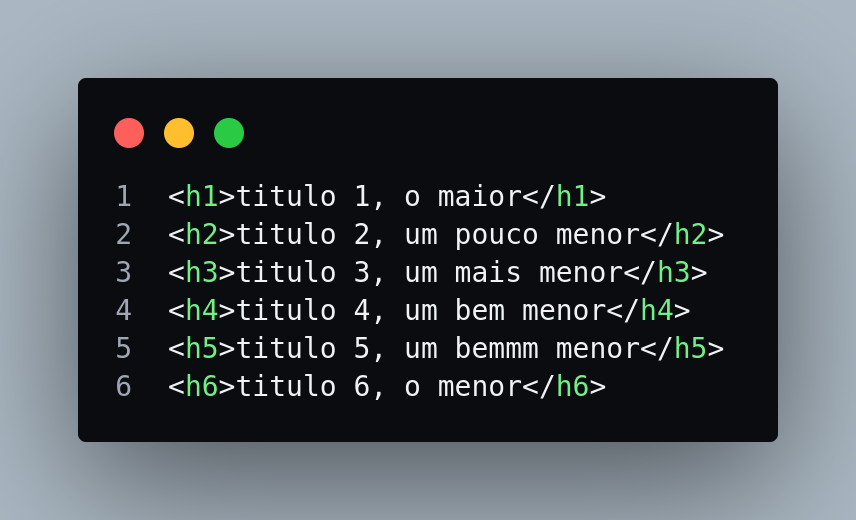 1 <h1>titulo 1, o maior</h1>
2 <h2>titulo 2, um pouco menor</h2>
3 <h3>titulo 3, um mais menor</h3>
4 <h4>titulo 4, um bem menor</h4>
5 <h5>titulo 5, um bemmm menor</h5>
6 <h6>titulo 6, o menor</h6>